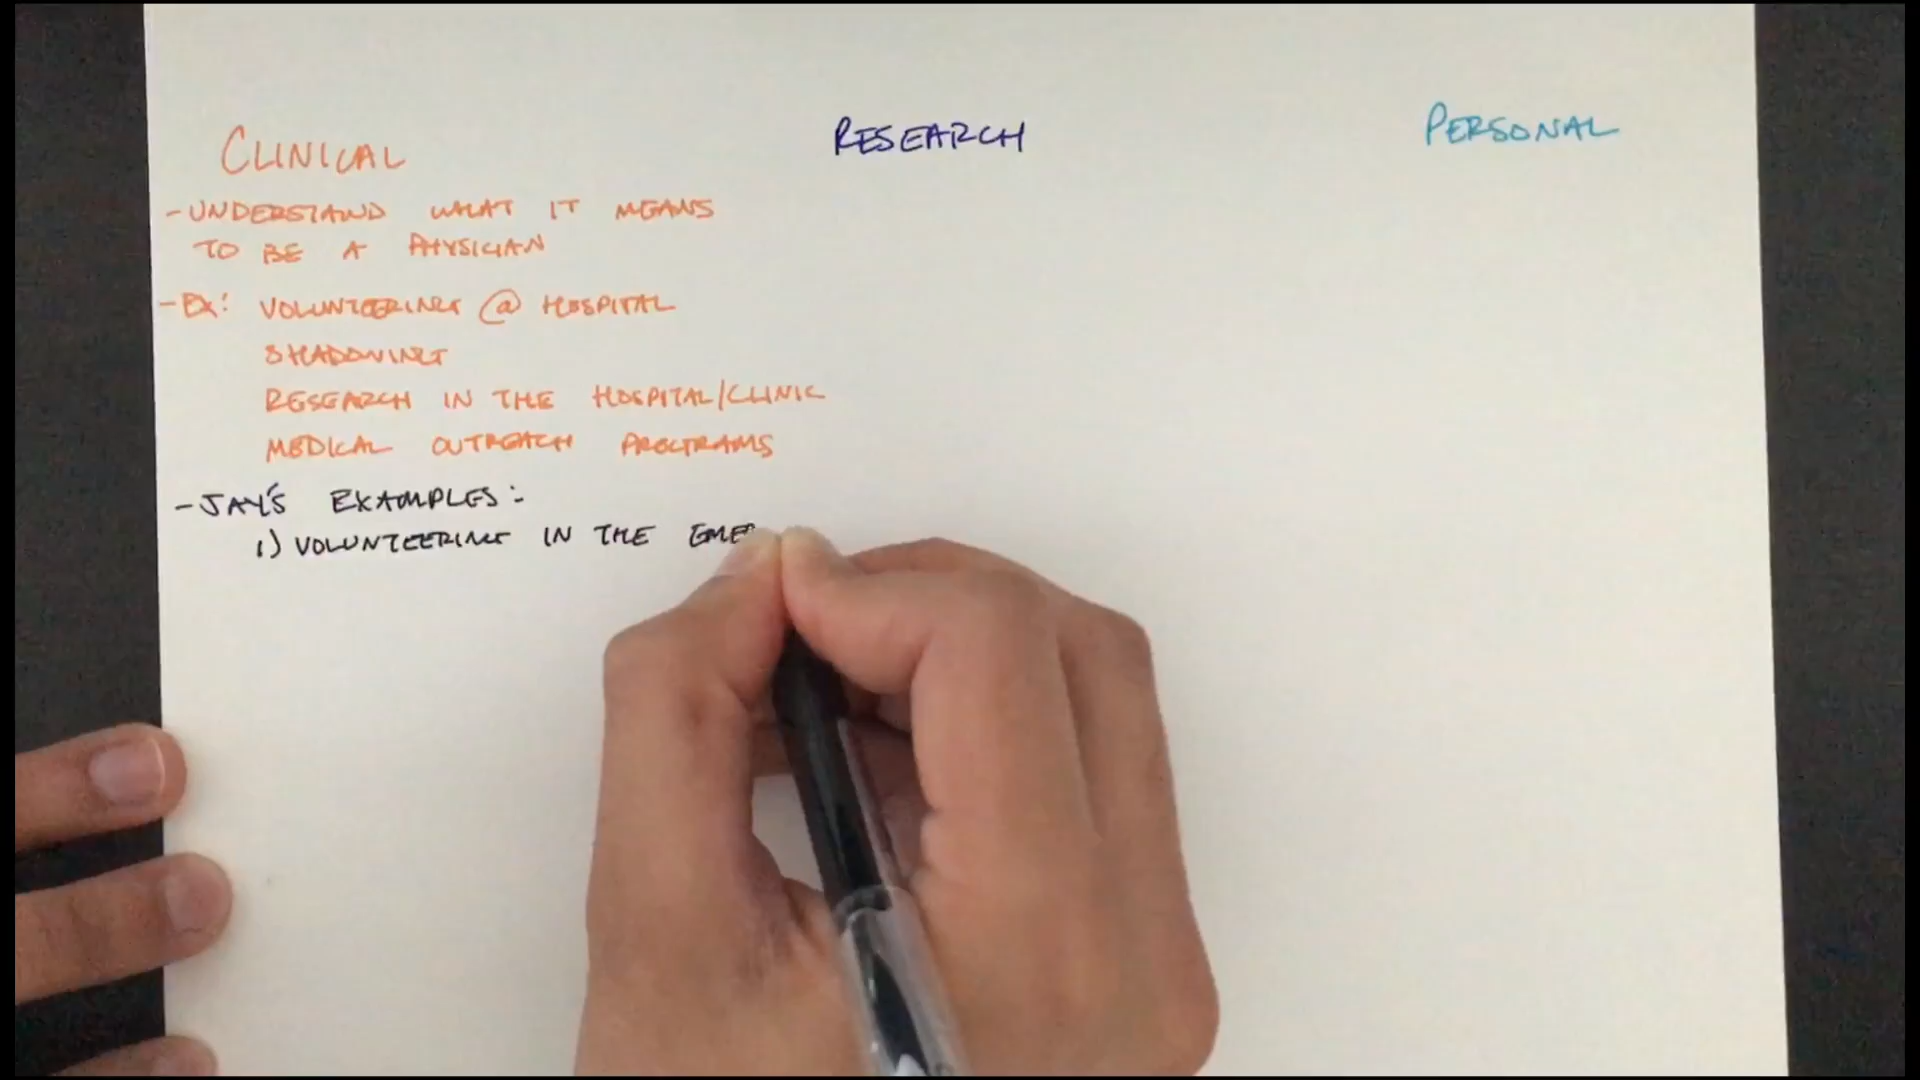 CLINICAL
RESEARCH
PERSONAL
- UNDERSTAND WHAT IT MEANS
TO BE A PHYSICIAN
- EX: VOLUNTEERING @ HOSPITAL
SHADOWING
RESEARCH IN THE HOSPITAL/CLINIC
MEDICAL OUTREACH PROGRAMS
- JAY'S EXAMPLES:
1) VOLUNTEERING IN THE EMER